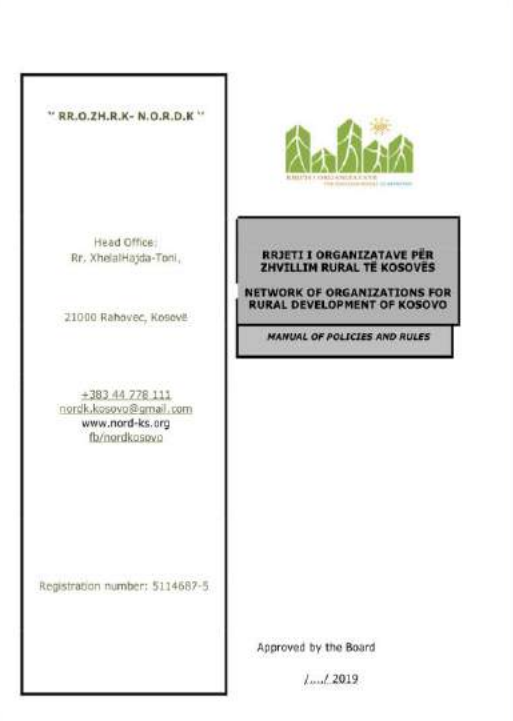 " RR.O.ZH.R.K- N.O.R.D.K "
Head Office:
Rr. XhelalHajda-Toni,
21000 Rahovec, Kosovë
+383 44 778 111
nordk.kosovo@gmail.com
www.nord-ks.org
fb/nordkosovo
Registration number: 5114687-5
RRJETI I ORGANIZATAVE
RRJETI I ORGANIZATAVE PËR
ZHVILLIM RURAL TË KOSOVËS
NETWORK OF ORGANIZATIONS FOR
RURAL DEVELOPMENT OF KOSOVO
MANUAL OF POLICIES AND RULES
Approved by the Board
/..../ 2019